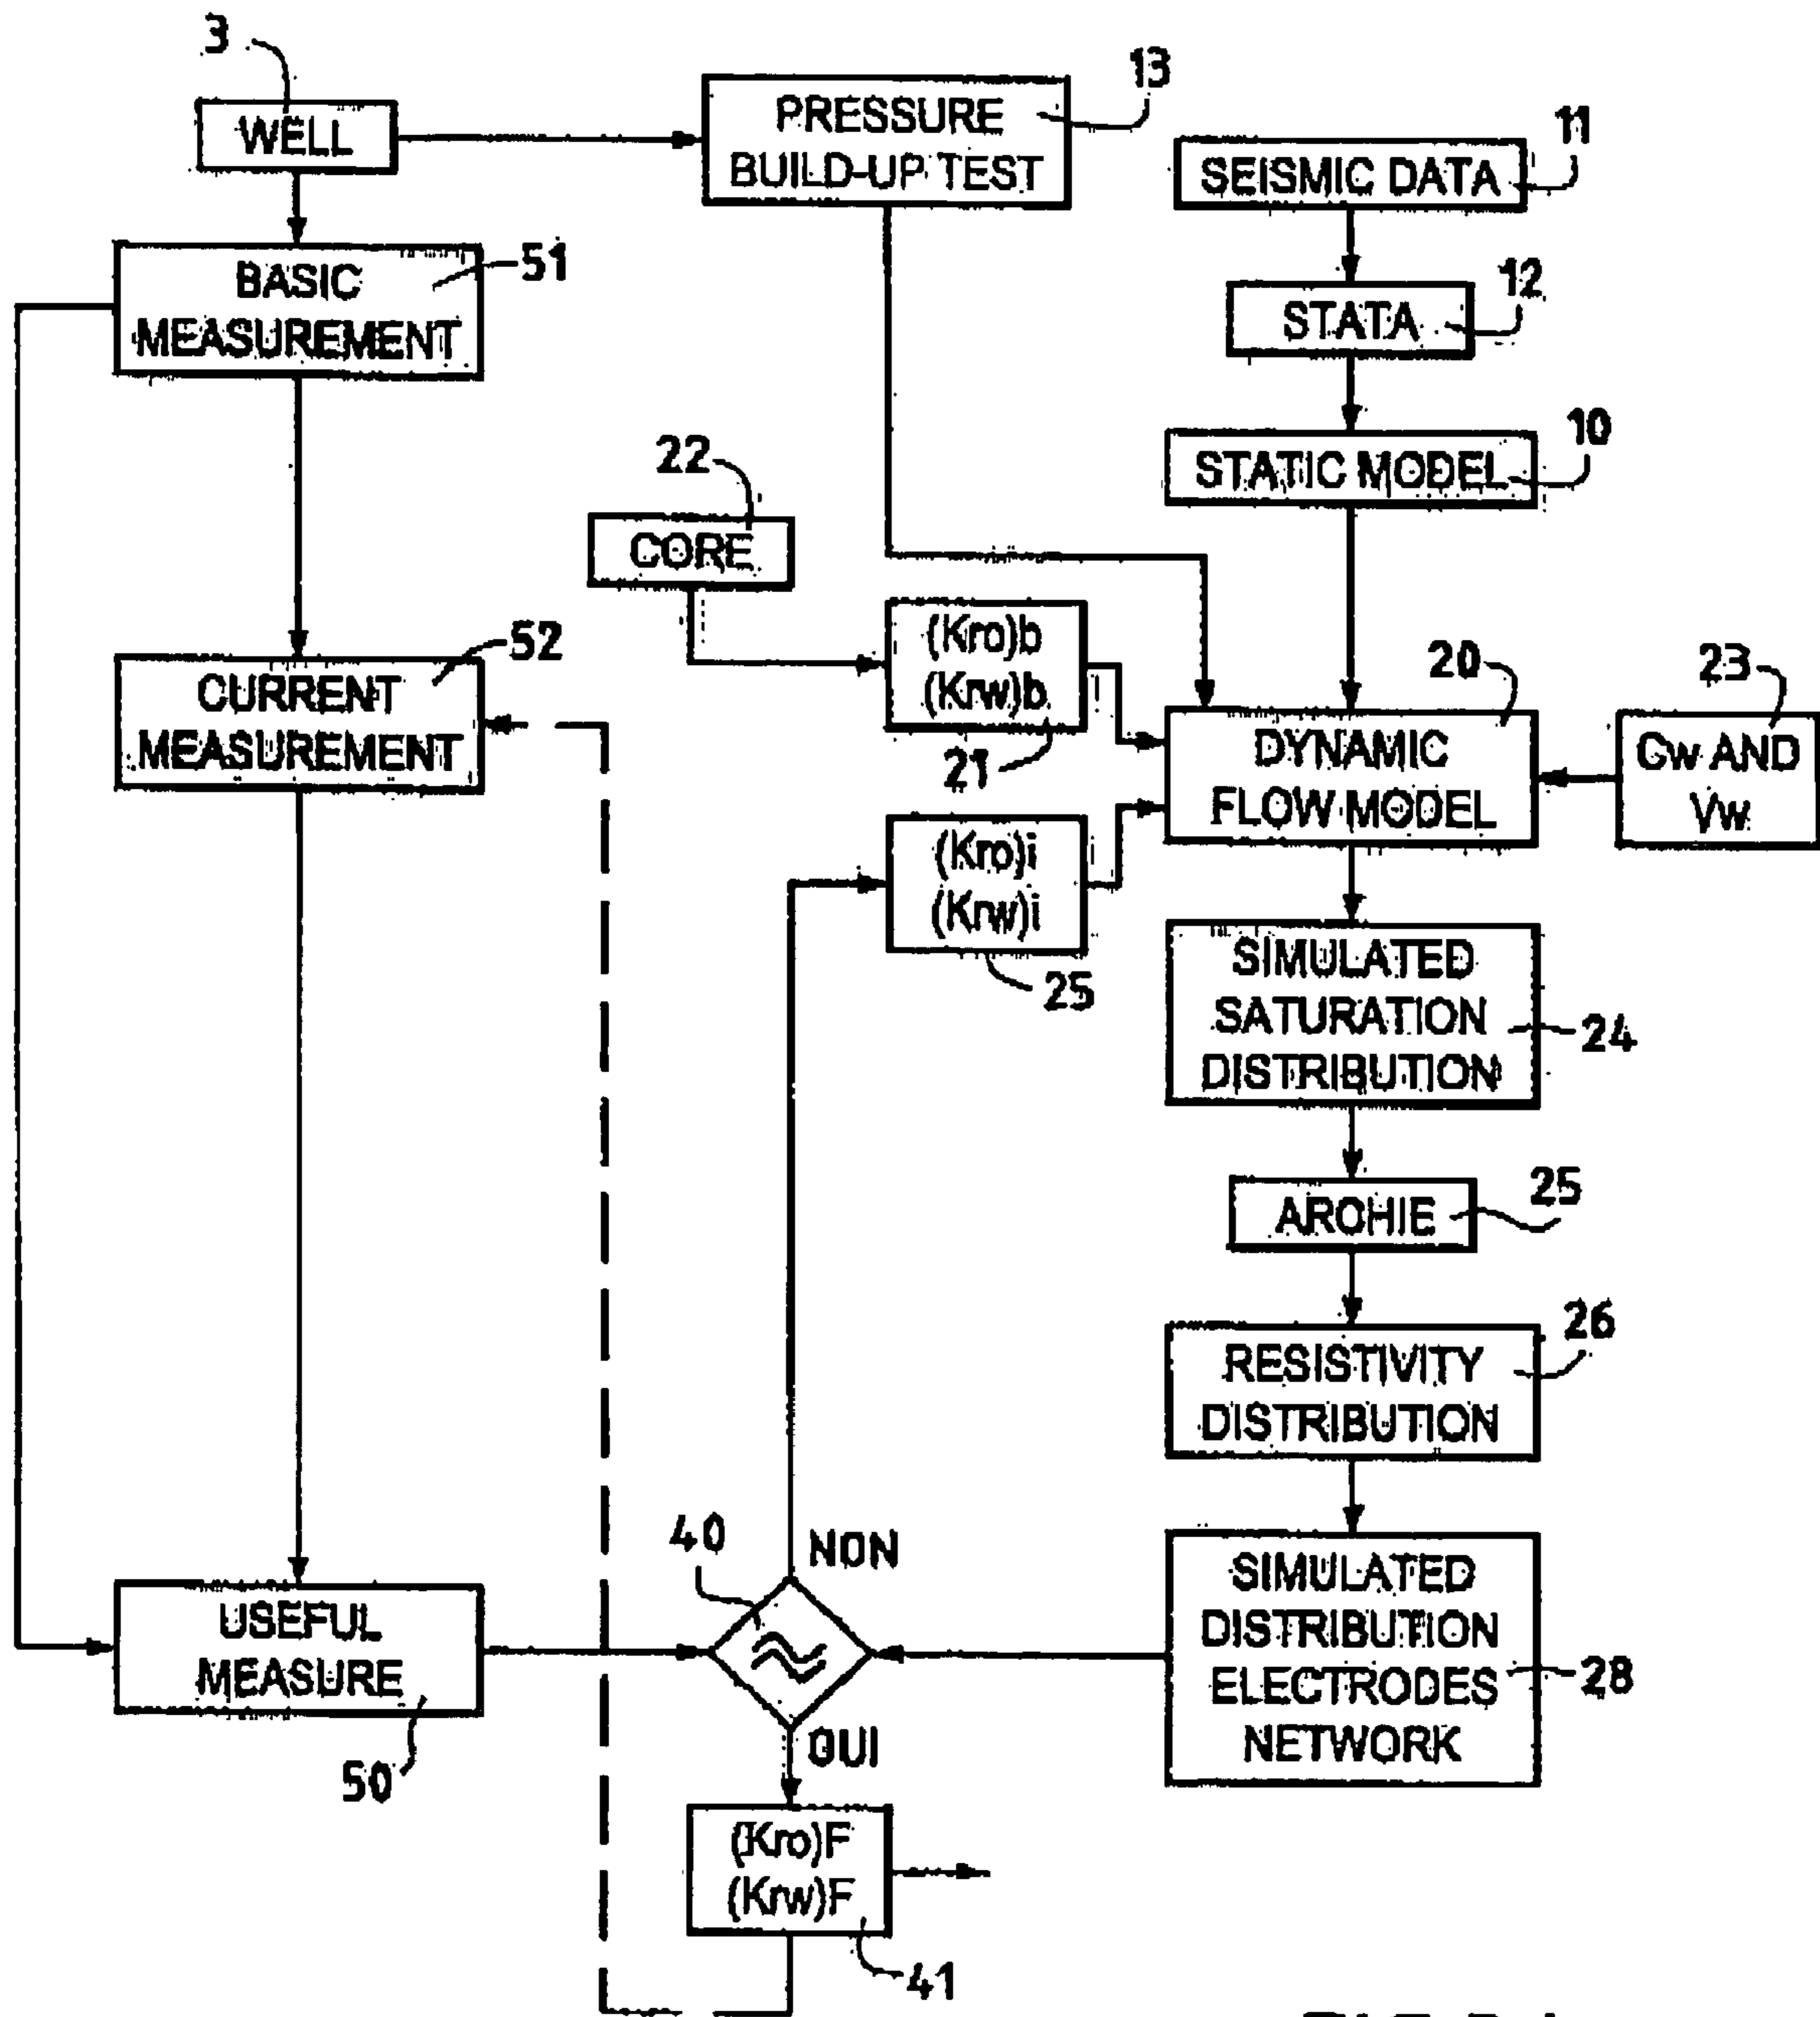 3
WELL
PRESSURE
BUILD-UP TEST
13
SEISMIC DATA
11
BASIC
MEASUREMENT
51
STATA
12
STATIC MODEL
10
22
CORE
(Kro)b
(Krw)b
21
CURRENT
MEASUREMENT
52
DYNAMIC
FLOW MODEL
20
23
Gw AND
Vw
(Kro)i
(Krw)i
25
SIMULATED
SATURATION
DISTRIBUTION
24
AROHIE
25
RESISTIVITY
DISTRIBUTION
26
40
NON
SIMULATED
DISTRIBUTION
ELECTRODES
NETWORK
28
USEFUL
MEASURE
50
OUI
(Kro)F
(Krw)F
41